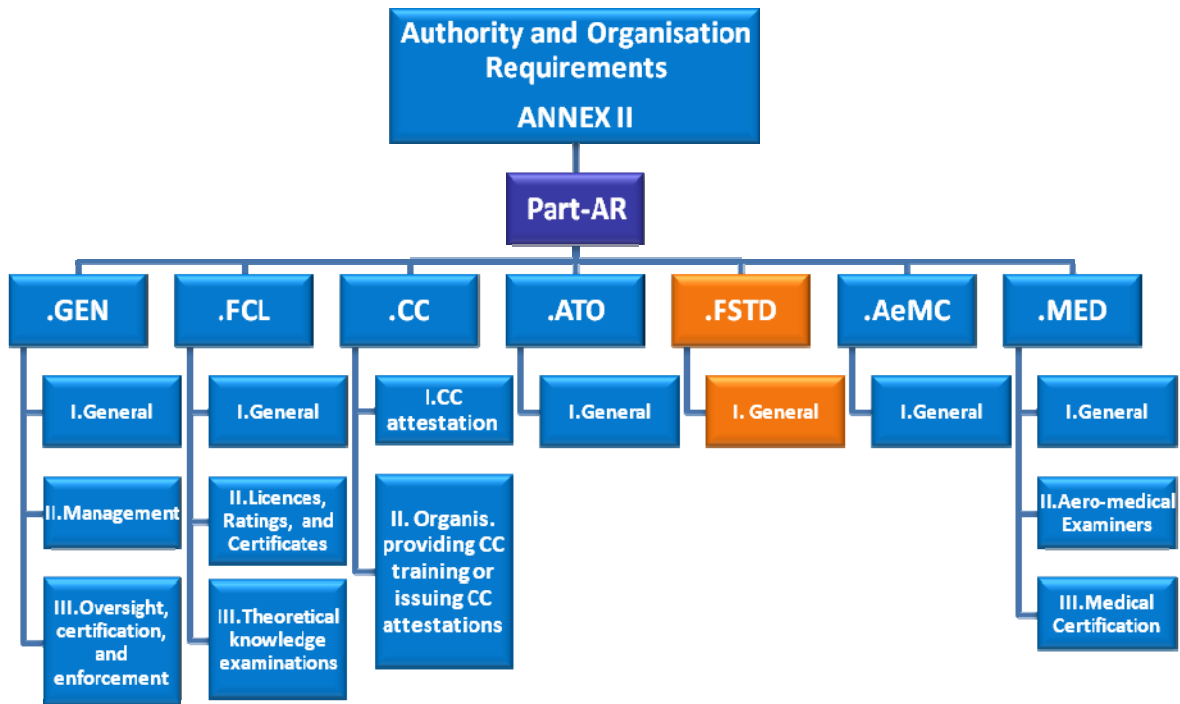 Authority and Organisation
Requirements
ANNEX II
Part-AR
.GEN
.FCL
.CC
.ATO
.FSTD
.AeMC
.MED
I.General
II.Management
III.Oversight,
certification,
and
enforcement
I.General
II.Licences,
Ratings, and
Certificates
III.Theoretical
knowledge
examinations
I.CC
attestation
II. Organis.
providing CC
training or
issuing CC
attestations
I.General
I. General
I.General
I.General
II.Aero-medical
Examiners
III.Medical
Certification